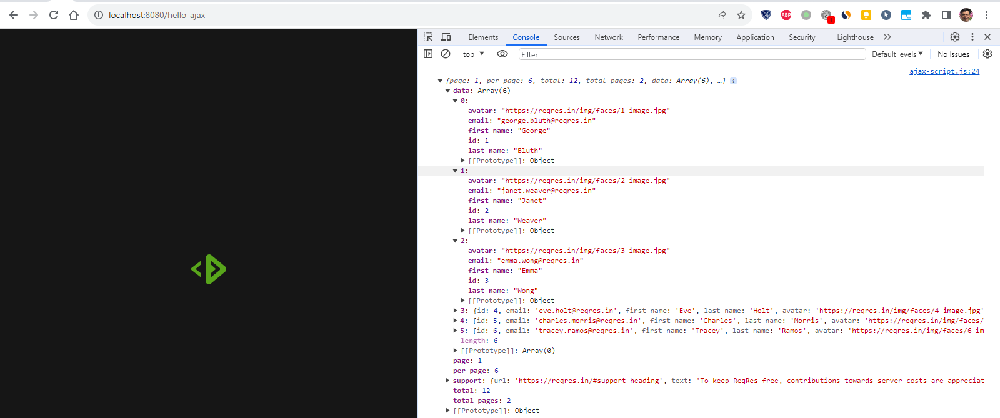 localhost:8080/hello-ajax
ABP
1
Elements Console Sources Network Performance Memory Application Security Lighthouse
top Filter Default levels No Issues
ajax-script.js:24
{page: 1, per_page: 6, total: 12, total_pages: 2, data: Array(6), …} i
data: Array(6)
0:
avatar: "https://reqres.in/img/faces/1-image.jpg"
email: "george.bluth@reqres.in"
first_name: "George"
id: 1
last_name: "Bluth"
[[Prototype]]: Object
1:
avatar: "https://reqres.in/img/faces/2-image.jpg"
email: "janet.weaver@reqres.in"
first_name: "Janet"
id: 2
last_name: "Weaver"
[[Prototype]]: Object
2:
avatar: "https://reqres.in/img/faces/3-image.jpg"
email: "emma.wong@reqres.in"
first_name: "Emma"
id: 3
last_name: "Wong"
[[Prototype]]: Object
3: {id: 4, email: 'eve.holt@reqres.in', first_name: 'Eve', last_name: 'Holt', avatar: 'https://reqres.in/img/faces/4-image.jpg'
4: {id: 5, email: 'charles.morris@reqres.in', first_name: 'Charles', last_name: 'Morris', avatar: 'https://reqres.in/img/faces/
5: {id: 6, email: 'tracey.ramos@reqres.in', first_name: 'Tracey', last_name: 'Ramos', avatar: 'https://reqres.in/img/faces/6-im
length: 6
[[Prototype]]: Array(0)
page: 1
per_page: 6
support: {url: 'https://reqres.in/#support-heading', text: 'To keep ReqRes free, contributions towards server costs are appreciat
total: 12
total_pages: 2
[[Prototype]]: Object